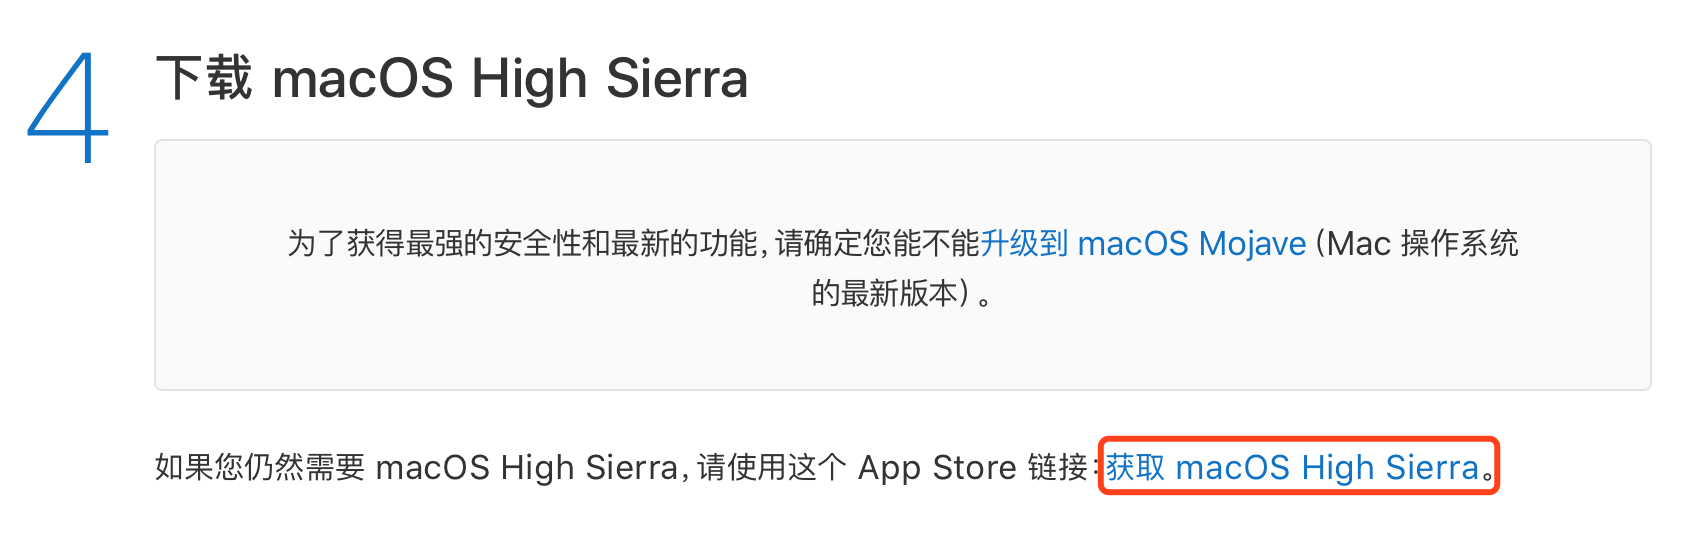 4
下载 macOS High Sierra
为了获得最强的安全性和最新的功能,请确定您能不能升级到 macOS Mojave(Mac 操作系统
的最新版本)。
如果您仍然需要 macOS High Sierra,请使用这个 App Store 链接:获取 macOS High Sierra。